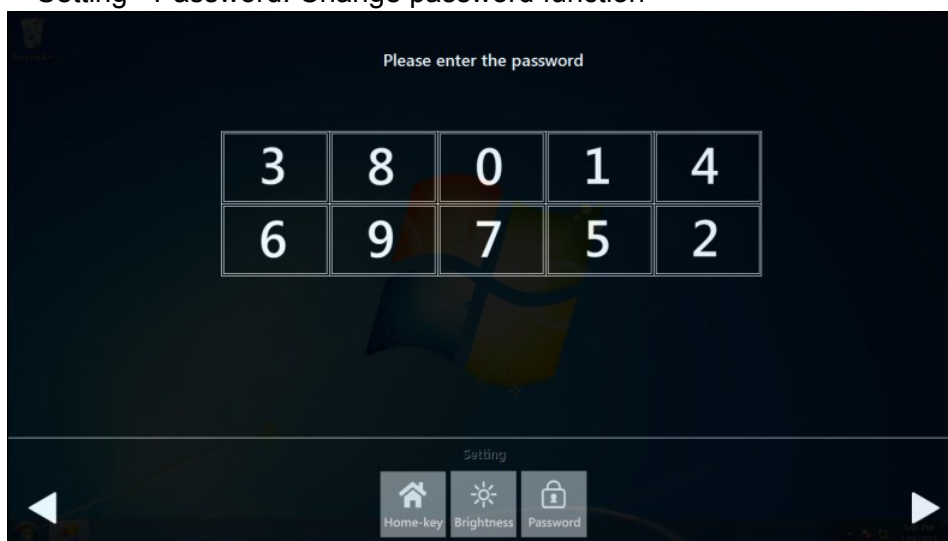 Setting - Password: Change password function
Please enter the password
3 8 0 1 4
6 9 7 5 2
Setting
Home-key Brightness Password